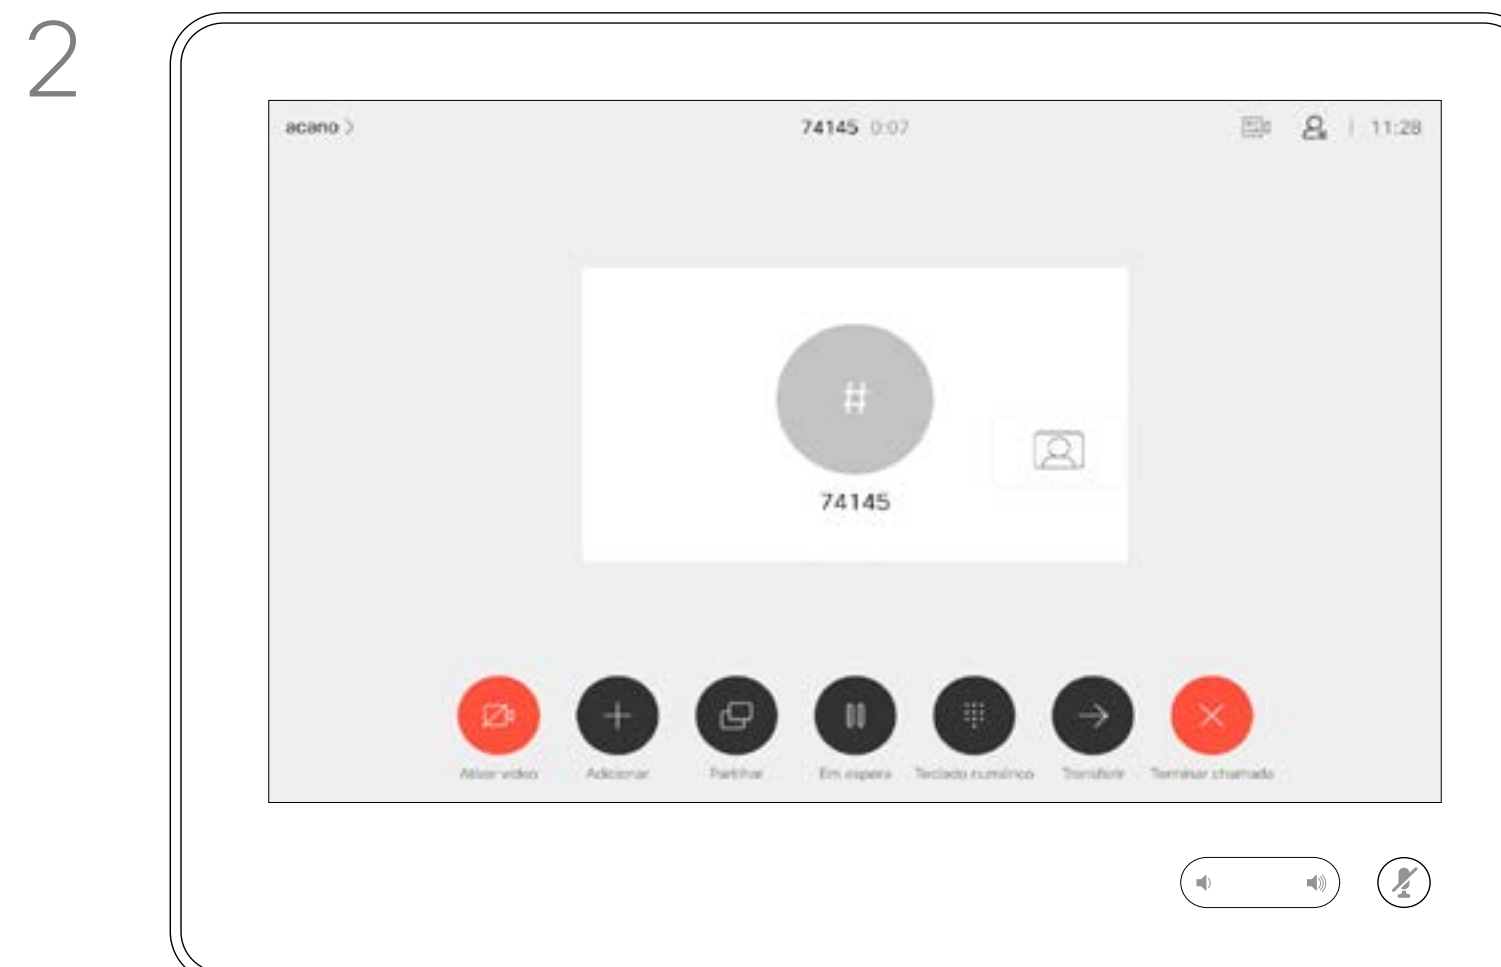 2
acano 74145 0:07 11:28
#
74145
Ativar vídeo Adicionar Partilhar Em espera Teclado numérico Transferir Terminar chamada